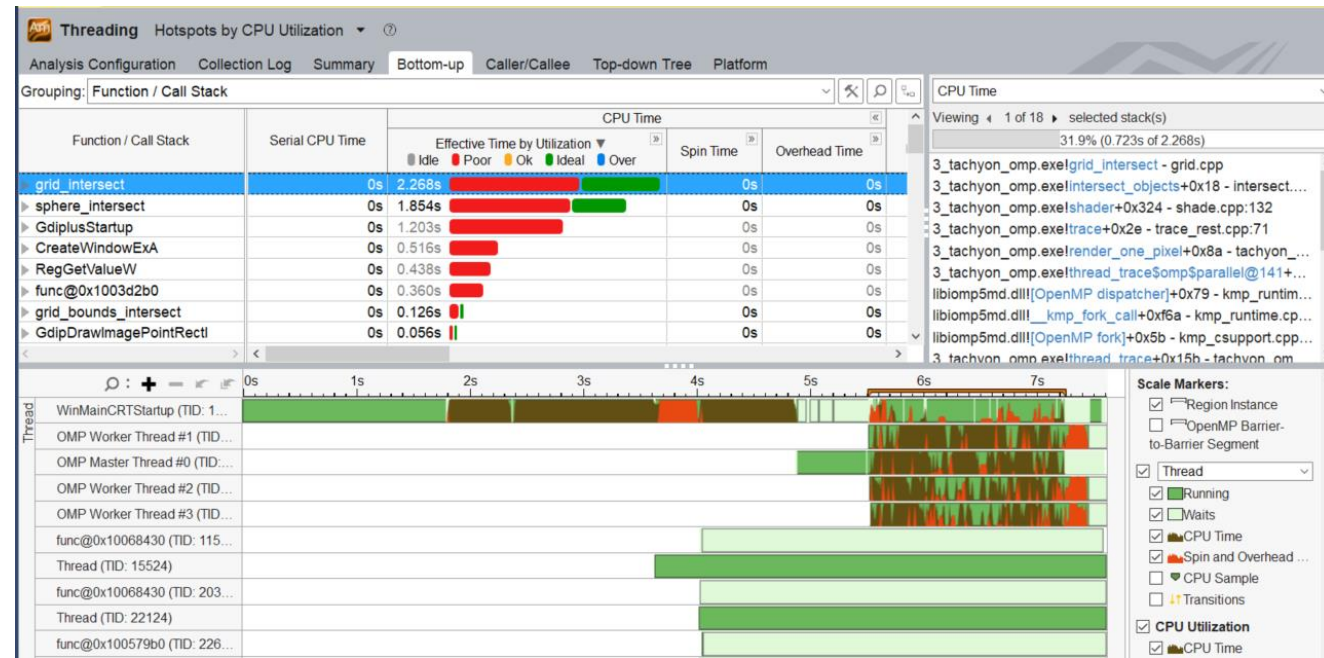 Threading Hotspots by CPU Utilization
Analysis Configuration Collection Log Summary Bottom-up Caller/Callee Top-down Tree Platform
Grouping: Function / Call Stack
Function / Call Stack
Serial CPU Time
CPU Time
Effective Time by Utilization
Idle Poor Ok Ideal Over
Spin Time
Overhead Time
grid_intersect 0s 2.268s 0s 0s
sphere_intersect 0s 1.854s 0s 0s
GdiplusStartup 0s 1.203s 0s 0s
CreateWindowExA 0s 0.516s 0s 0s
RegGetValueW 0s 0.438s 0s 0s
func@0x1003d2b0 0s 0.360s 0s 0s
grid_bounds_intersect 0s 0.126s 0s 0s
GdipDrawImagePointRectI 0s 0.056s 0s 0s
CPU Time
Viewing 1 of 18 selected stack(s)
31.9% (0.723s of 2.268s)
3_tachyon_omp.exe!grid_intersect - grid.cpp
3_tachyon_omp.exe!intersect_objects+0x18 - intersect....
3_tachyon_omp.exe!shader+0x324 - shade.cpp:132
3_tachyon_omp.exe!trace+0x2e - trace_rest.cpp:71
3_tachyon_omp.exe!render_one_pixel+0x8a - tachyon_...
3_tachyon_omp.exe!thread_trace$omp$parallel@141+...
libiomp5md.dll![OpenMP dispatcher]+0x79 - kmp_runtim...
libiomp5md.dll!__kmp_fork_call+0xf6a - kmp_runtime.cp...
libiomp5md.dll![OpenMP fork]+0x5b - kmp_csupport.cpp...
3_tachyon_omp.exe!thread_trace+0x15b - tachyon_om
0s 1s 2s 3s 4s 5s 6s 7s
Thread
WinMainCRTStartup (TID: 1...
OMP Worker Thread #1 (TID...
OMP Master Thread #0 (TID:...
OMP Worker Thread #2 (TID...
OMP Worker Thread #3 (TID...
func@0x10068430 (TID: 115...
Thread (TID: 15524)
func@0x10068430 (TID: 203...
Thread (TID: 22124)
func@0x100579b0 (TID: 226...
Scale Markers:
Region Instance
OpenMP Barrier-
to-Barrier Segment
Thread
Running
Waits
CPU Time
Spin and Overhead ...
CPU Sample
Transitions
CPU Utilization
CPU Time